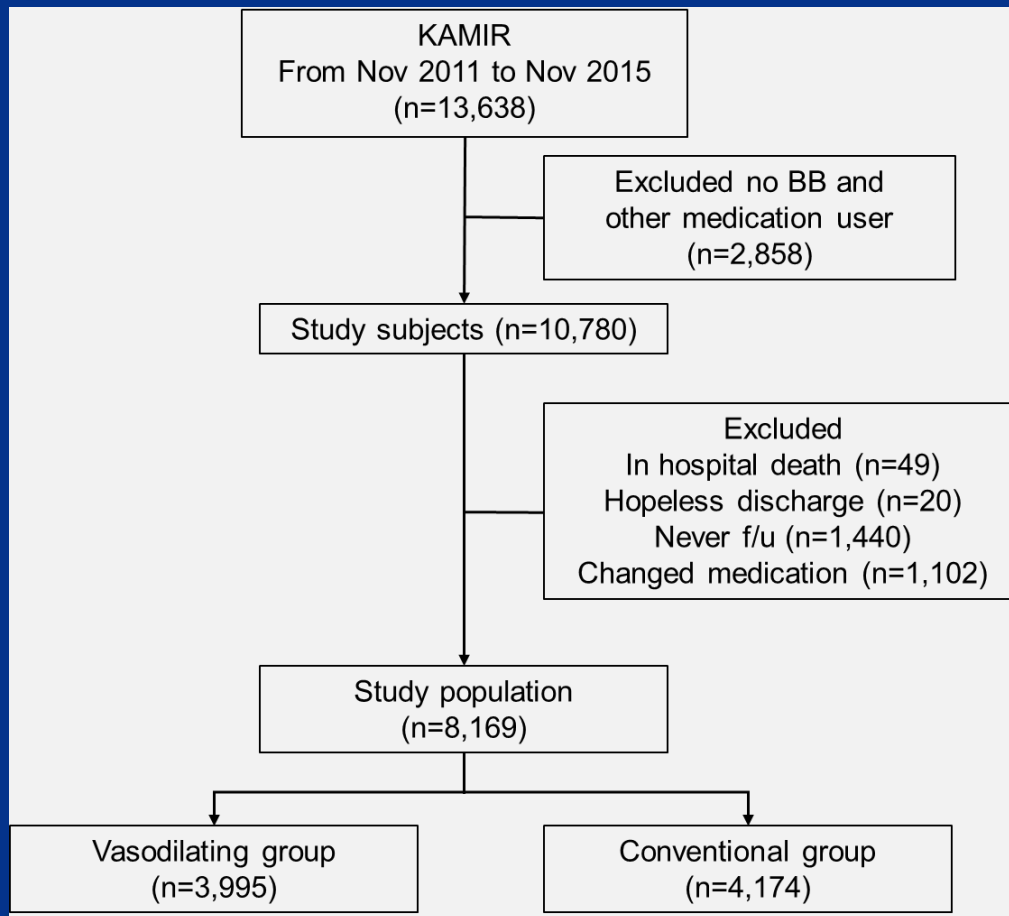 KAMIR
From Nov 2011 to Nov 2015
(n=13,638)
Excluded no BB and
other medication user
(n=2,858)
Study subjects (n=10,780)
Excluded
In hospital death (n=49)
Hopeless discharge (n=20)
Never f/u (n=1,440)
Changed medication (n=1,102)
Study population
(n=8,169)
Vasodilating group
(n=3,995)
Conventional group
(n=4,174)